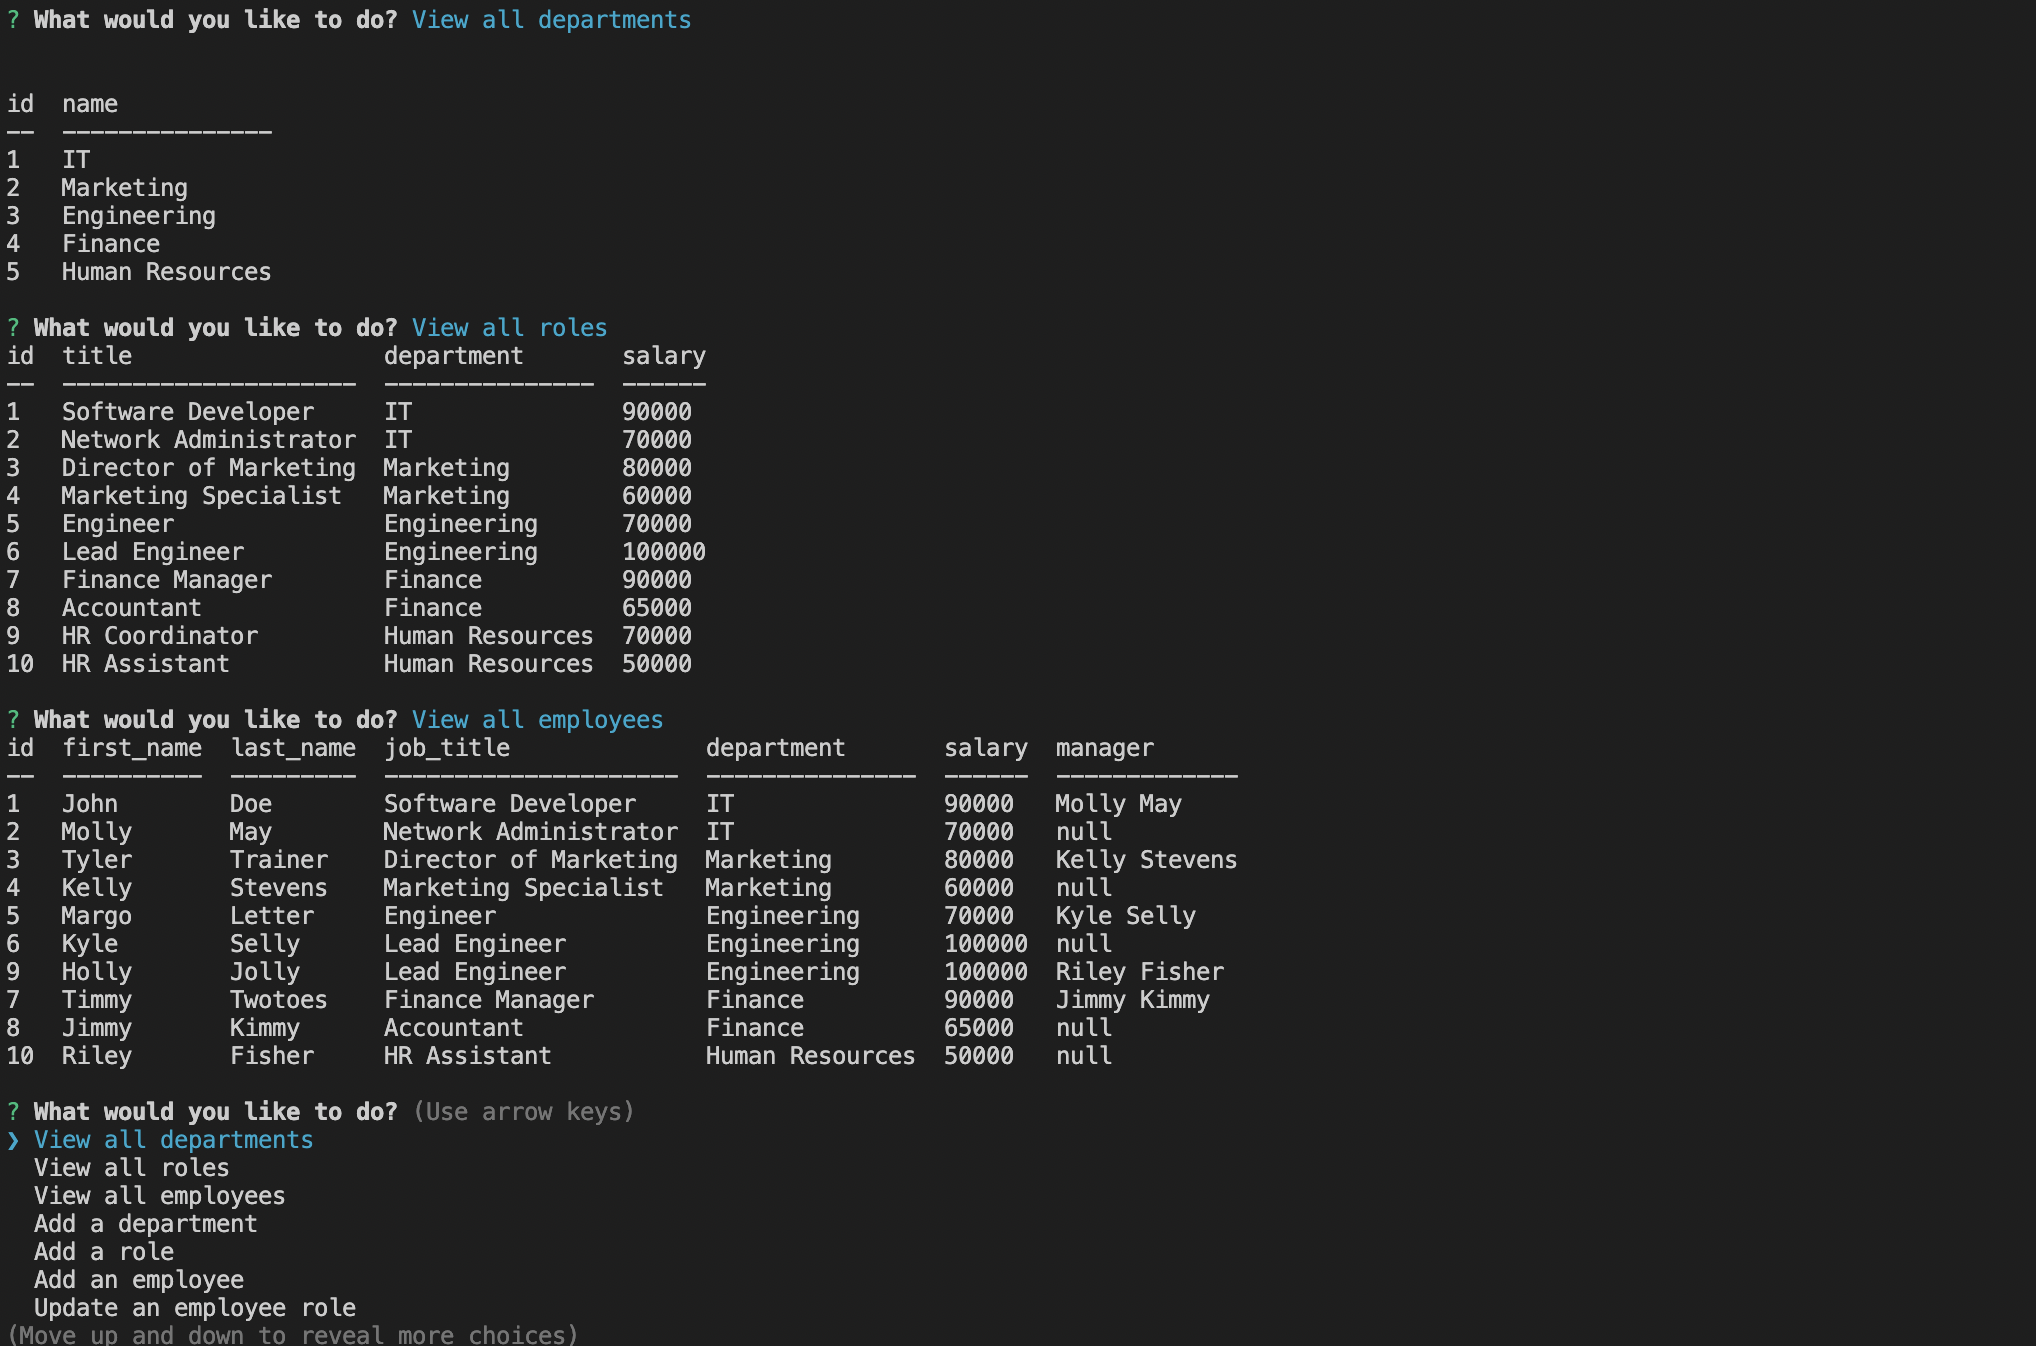 ? What would you like to do? View all departments
id  name
--  ---------------
1   IT
2   Marketing
3   Engineering
4   Finance
5   Human Resources
? What would you like to do? View all roles
id  title                  department       salary
--  ---------------------  ---------------  ------
1   Software Developer     IT               90000
2   Network Administrator  IT               70000
3   Director of Marketing  Marketing        80000
4   Marketing Specialist   Marketing        60000
5   Engineer               Engineering      70000
6   Lead Engineer          Engineering      100000
7   Finance Manager        Finance          90000
8   Accountant             Finance          65000
9   HR Coordinator         Human Resources  70000
10  HR Assistant           Human Resources  50000
? What would you like to do? View all employees
id  first_name  last_name  job_title              department       salary  manager
--  ----------  ---------  ---------------------  ---------------  ------  -------------
1   John        Doe        Software Developer     IT               90000   Molly May
2   Molly       May        Network Administrator  IT               70000   null
3   Tyler       Trainer    Director of Marketing  Marketing        80000   Kelly Stevens
4   Kelly       Stevens    Marketing Specialist   Marketing        60000   null
5   Margo       Letter     Engineer               Engineering      70000   Kyle Selly
6   Kyle        Selly      Lead Engineer          Engineering      100000  null
9   Holly       Jolly      Lead Engineer          Engineering      100000  Riley Fisher
7   Timmy       Twotoes    Finance Manager        Finance          90000   Jimmy Kimmy
8   Jimmy       Kimmy      Accountant             Finance          65000   null
10  Riley       Fisher     HR Assistant           Human Resources  50000   null
? What would you like to do? (Use arrow keys)
❯ View all departments
  View all roles
  View all employees
  Add a department
  Add a role
  Add an employee
  Update an employee role
(Move up and down to reveal more choices)